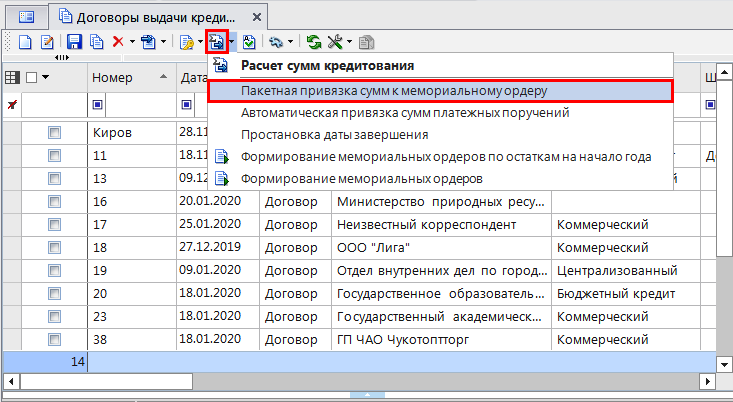 Договоры выдачи креди...
Расчет сумм кредитования
Пакетная привязка сумм к мемориальному ордеру
Автоматическая привязка сумм платежных поручений
Простановка даты завершения
Формирование мемориальных ордеров по остаткам на начало года
Формирование мемориальных ордеров
Номер Дата
Киров 28.11
11 18.11
13 09.12
16 20.01.2020 Договор Министерство природных ресу...
17 25.01.2020 Договор Неизвестный корреспондент Коммерческий
18 27.12.2019 Договор ООО "Лига" Коммерческий
19 09.01.2020 Договор Отдел внутренних дел по город... Централизованный
20 18.01.2020 Договор Государственное образователь... Бюджетный кредит
23 18.01.2020 Договор Государственный академическ... Коммерческий
38 18.01.2020 Договор ГП ЧАО Чукотоптторг Коммерческий
14